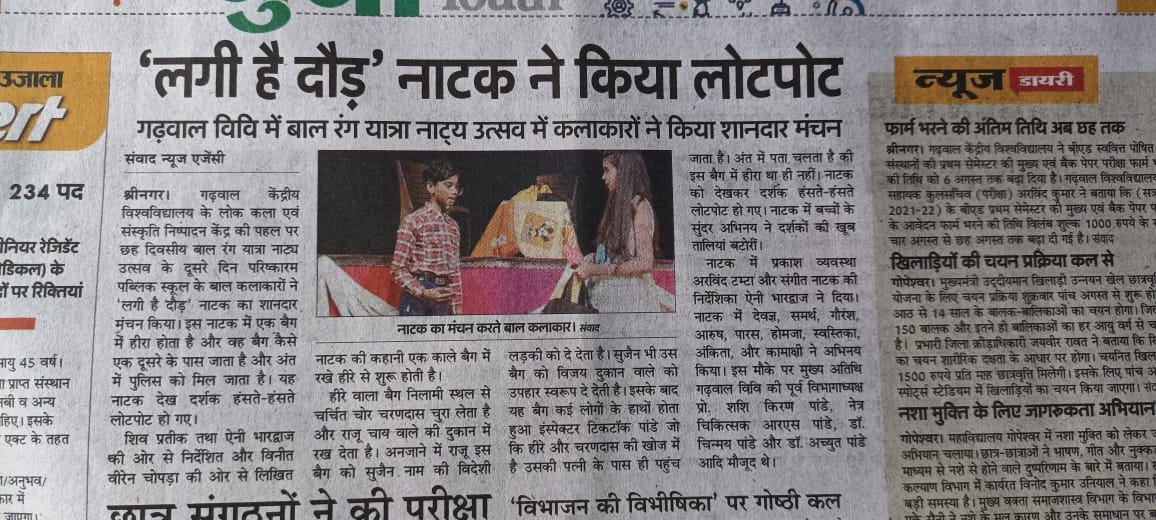 Youth
उजाला
234 पद
ीनियर रेजिडेंट
डिकल) के
ों पर रिक्तियां
आयु 45 वर्ष।
प्राप्त संस्थान
बी व अन्य
हिए। इसके
एक्ट के तहत
/अनुभव/
कार में
जाएगा।
‘लगी है दौड़’ नाटक ने किया लोटपोट
गढ़वाल विवि में बाल रंग यात्रा नाट्य उत्सव में कलाकारों ने किया शानदार मंचन
संवाद न्यूज एजेंसी
श्रीनगर। गढ़वाल केंद्रीय
विश्वविद्यालय के लोक कला एवं
संस्कृति निष्पादन केंद्र की पहल पर
छह दिवसीय बाल रंग यात्रा नाट्य
उत्सव के दूसरे दिन परिष्कारम
पब्लिक स्कूल के बाल कलाकारों ने
‘लगी है दौड़’ नाटक का शानदार
मंचन किया। इस नाटक में एक बैग
में हीरा होता है और वह बैग कैसे
एक दूसरे के पास जाता है और अंत
में पुलिस को मिल जाता है। यह
नाटक देख दर्शक हंसते-हंसते
लोटपोट हो गए।
शिव प्रतीक तथा ऐनी भारद्वाज
की ओर से निर्देशित और विनीत
वीरेन चोपड़ा की ओर से लिखित
नाटक का मंचन करते बाल कलाकार। संवाद
नाटक की कहानी एक काले बैग में
रखे हीरे से शुरू होती है।
हीरे वाला बैग निलामी स्थल से
चर्चित चोर चरणदास चुरा लेता है
और राजू चाय वाले की दुकान में
रख देता है। अनजाने में राजू इस
बैग को सुजैन नाम की विदेशी
लड़की को दे देता है। सुजैन भी उस
बैग को विजय दुकान वाले को
उपहार स्वरूप दे देती है। इसके बाद
यह बैग कई लोगों के हाथों होता
हुआ इंस्पेक्टर टिकटॉक पांडे जो
कि हीरे और चरणदास की खोज में
है उसकी पत्नी के पास ही पहुंच
जाता है। अंत में पता चलता है की
इस बैग में हीरा था ही नहीं। नाटक
को देखकर दर्शक हंसते-हंसते
लोटपोट हो गए। नाटक में बच्चों के
सुंदर अभिनय ने दर्शकों की खूब
तालियां बटोरीं।
नाटक में प्रकाश व्यवस्था
अरविंद टम्टा और संगीत नाटक की
निर्देशिका ऐनी भारद्वाज ने दिया।
नाटक में देवज्ञ, समर्थ, गौरंश,
आरुष, पारस, होमजा, स्वस्तिका,
अंकिता, और कामाक्षी ने अभिनय
किया। इस मौके पर मुख्य अतिथि
गढ़वाल विवि की पूर्व विभागाध्यक्ष
प्रो. शशि किरण पांडे, नेत्र
चिकित्सक आरएस पांडे, डॉ.
चिन्मय पांडे और डॉ. अच्युत पांडे
आदि मौजूद थे।
छात्र संगठनों ने की परीक्षा
‘विभाजन की विभीषिका’ पर गोष्ठी कल
न्यूज डायरी
फार्म भरने की अंतिम तिथि अब छह तक
श्रीनगर। गढ़वाल केंद्रीय विश्वविद्यालय ने बीएड स्ववित्त पोषित
संस्थानों की प्रथम सेमेस्टर की मुख्य एवं बैक पेपर परीक्षा फार्म
की तिथि को 6 अगस्त तक बढ़ा दिया है। गढ़वाल विश्वविद्यालय
सहायक कुलसचिव (परीक्षा) अरविंद कुमार ने बताया कि (सत्र
2021-22) के बीएड प्रथम सेमेस्टर की मुख्य एवं बैक पेपर
के आवेदन फार्म भरने की तिथि विलंब शुल्क 1000 रुपये के
चार अगस्त से छह अगस्त तक बढ़ा दी गई है। संवाद
खिलाड़ियों की चयन प्रक्रिया कल से
गोपेश्वर। मुख्यमंत्री उद्दीयमान खिलाड़ी उन्नयन खेल छात्रवृत्ति
योजना के लिए चयन प्रक्रिया शुक्रवार पांच अगस्त से शुरू
आठ से 14 साल के बालक-बालिकाओं का चयन होगा।
150 बालक और इतने ही बालिकाओं का हर आयु वर्ग से
है। प्रभारी जिला क्रीड़ाधिकारी जयवीर रावत ने बताया कि
का चयन शारीरिक दक्षता के आधार पर होगा। चयनित
1500 रुपये प्रति माह छात्रवृत्ति मिलेगी। इसके लिए पांच
स्पोर्ट्स स्टेडियम में खिलाड़ियों का चयन किया जाएगा।
नशा मुक्ति के लिए जागरूकता अभियान
गोपेश्वर। महाविद्यालय गोपेश्वर में नशा मुक्ति को लेकर
अभियान चलाया। छात्र-छात्राओं ने भाषण, गीत और
माध्यम से नशे से होने वाले दुष्परिणाम के बारे में बताया।
कल्याण विभाग में कार्यरत विनोद कुमार उनियाल ने कहा
बड़ी समस्या है। मुख्य वक्ता समाजशास्त्र विभाग के
के मूल कारण और उनके समाधान पर